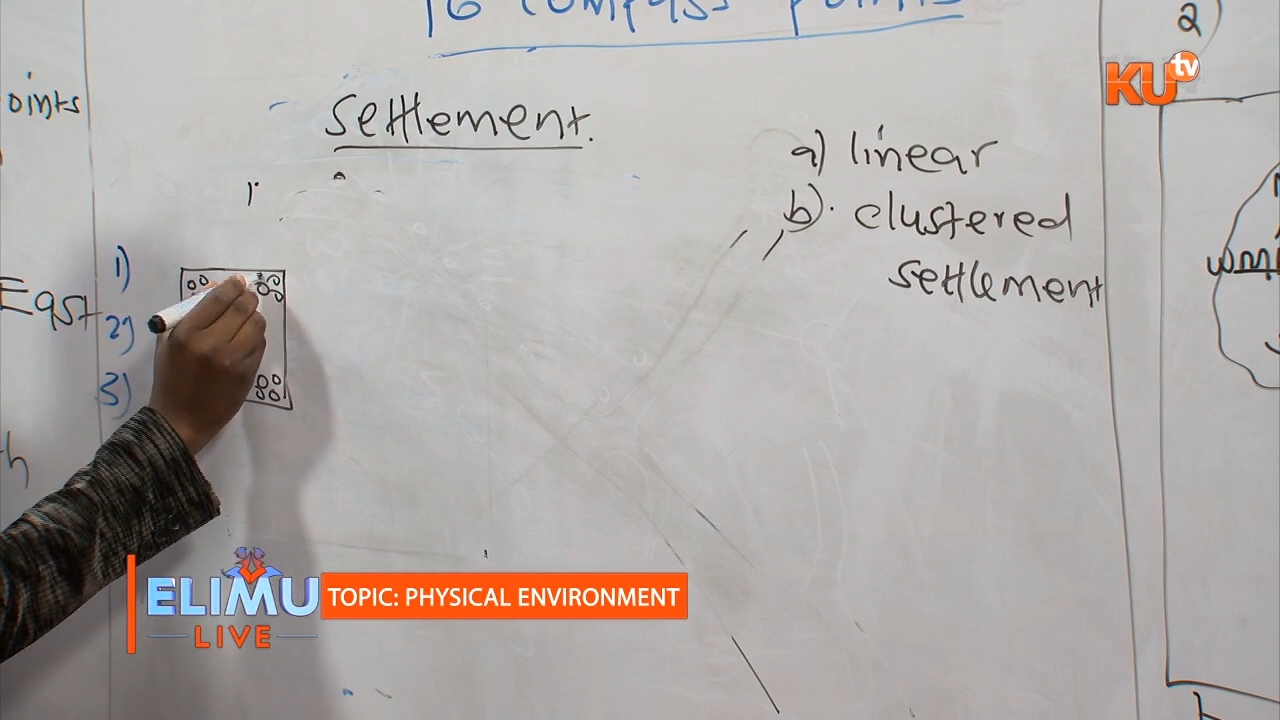 16 compass points
2)
oints
KU tv
Settlement.
a) linear
b). clustered
settlement
1)
East
2)
3)
ELIMU
LIVE
TOPIC: PHYSICAL ENVIRONMENT